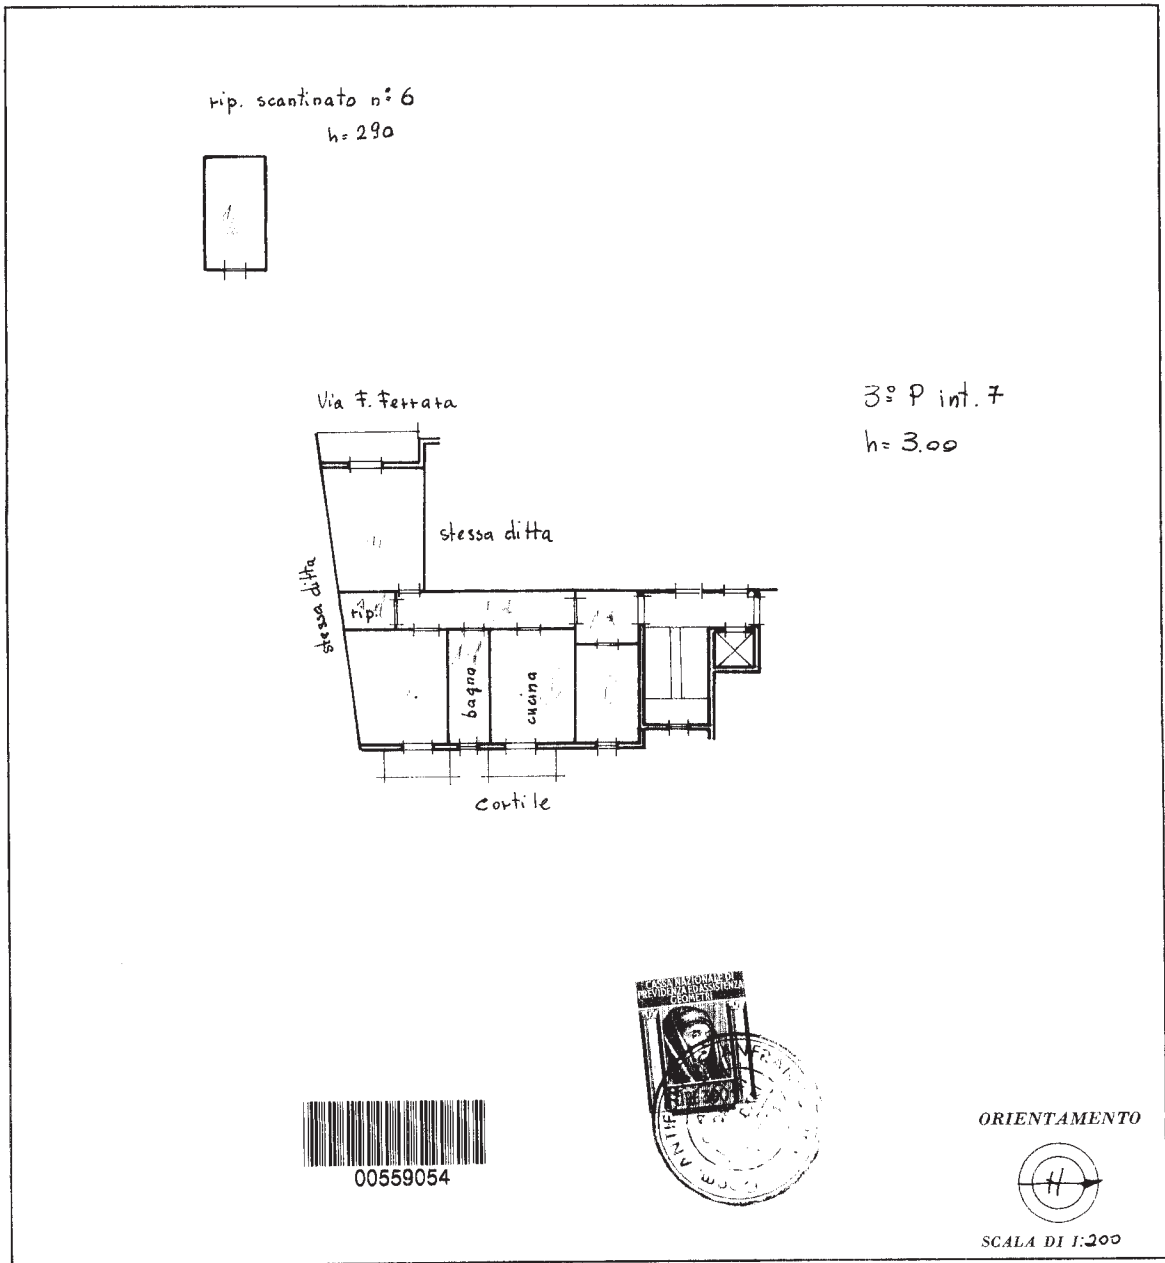 rip. scantinato n° 6
h= 290
Via F. Ferrara
3° P int. 7
h= 3.00
stessa ditta
stessa ditta
rip.
bagno
cucina
cortile
CASSA NAZIONALE DI
PREVIDENZA ED ASSISTENZA
GEOMETRI
00559054
ORIENTAMENTO
SCALA DI 1:200